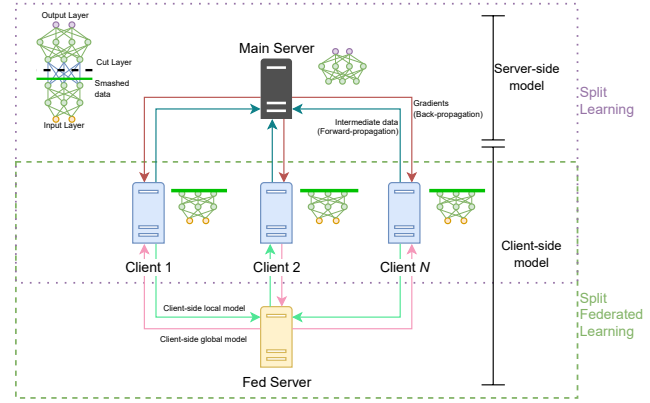 Output Layer
Cut Layer
Smashed
data
Input Layer
Main Server
Gradients
(Back-propagation)
Intermediate data
(Forward-propagation)
Server-side
model
Split
Learning
Client 1
Client 2
Client N
Client-side
model
Client-side local model
Client-side global model
Fed Server
Split
Federated
Learning